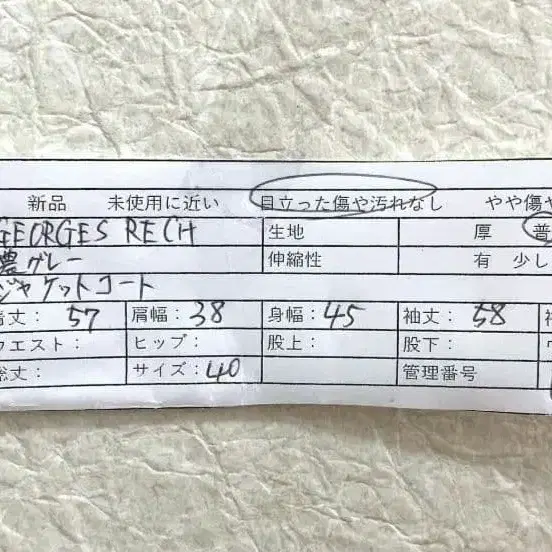 新品 未使用に近い 目立った傷や汚れなし やや傷や
GEORGES RECH 生地 厚 普
濃グレー 伸縮性 有 少し
ジャケットコート
着丈: 57 肩幅: 38 身幅: 45 袖丈: 58
ウエスト: ヒップ: 股上: 股下:
総丈: サイズ: 40 管理番号